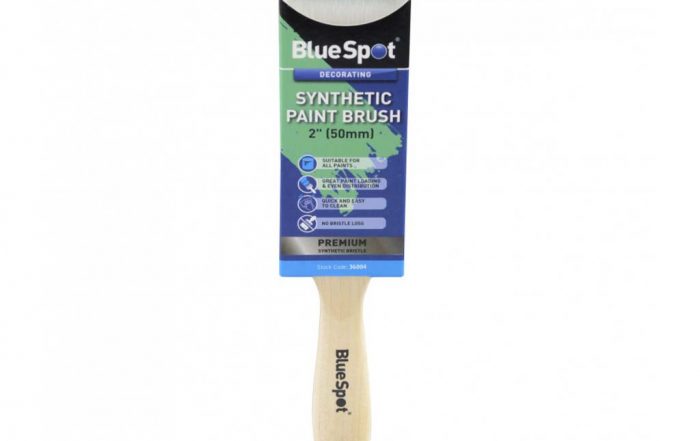 BlueSpot
DECORATING
SYNTHETIC
PAINT BRUSH
2" (50mm)
SUITABLE FOR
ALL PAINTS
GREAT PAINT LOADING
& EVEN DISTRIBUTION
QUICK AND EASY
TO CLEAN
NO BRISTLE LOSS
PREMIUM
SYNTHETIC BRISTLE
Stock Code: 36004
BlueSpot